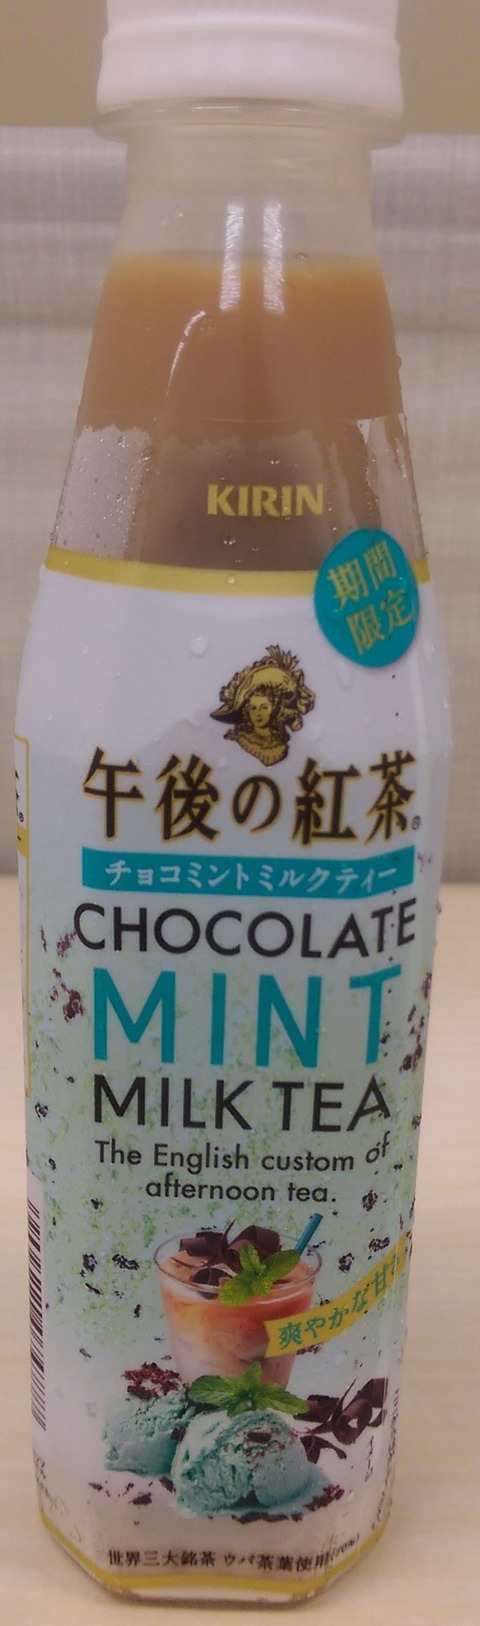 KIRIN
期間
限定
午後の紅茶
チョコミントミルクティー
CHOCOLATE
MINT
MILK TEA
The English custom of
afternoon tea.
爽やかな甘さ
世界三大銘茶 ウバ茶葉使用